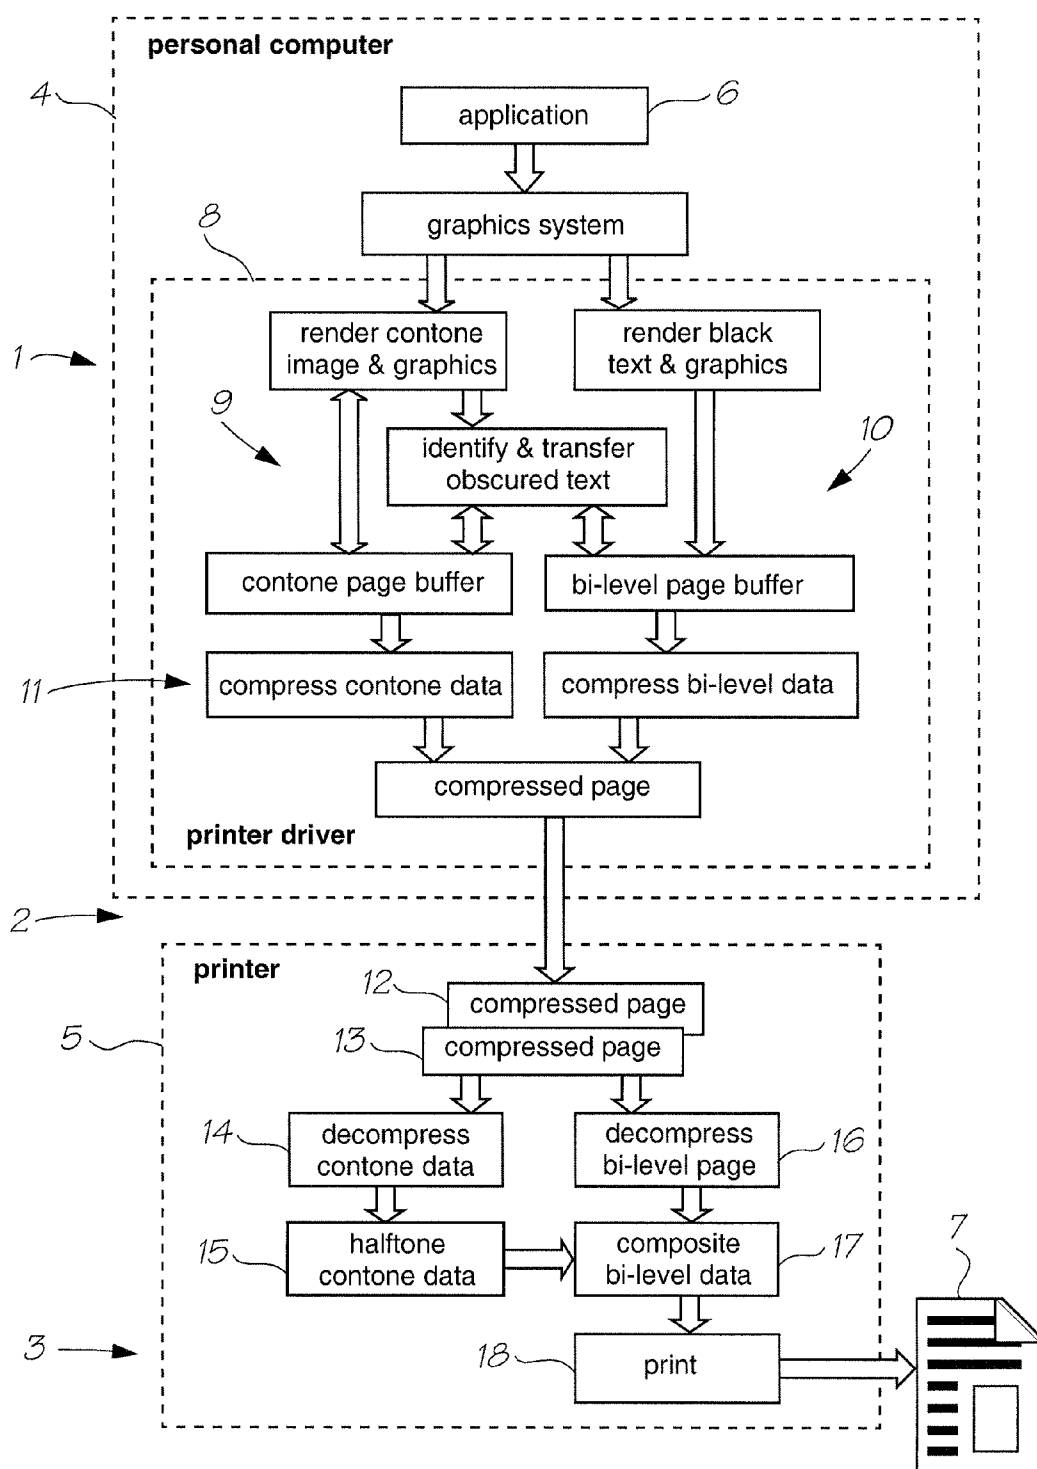 personal computer
4
6
application
graphics system
8
render contone
image & graphics
render black
text & graphics
1
9
10
identify & transfer
obscured text
contone page buffer
bi-level page buffer
11
compress contone data
compress bi-level data
compressed page
printer driver
2
printer
12
compressed page
5
13
compressed page
14
decompress
contone data
decompress
bi-level page
16
15
halftone
contone data
composite
bi-level data
17
7
3
18
print